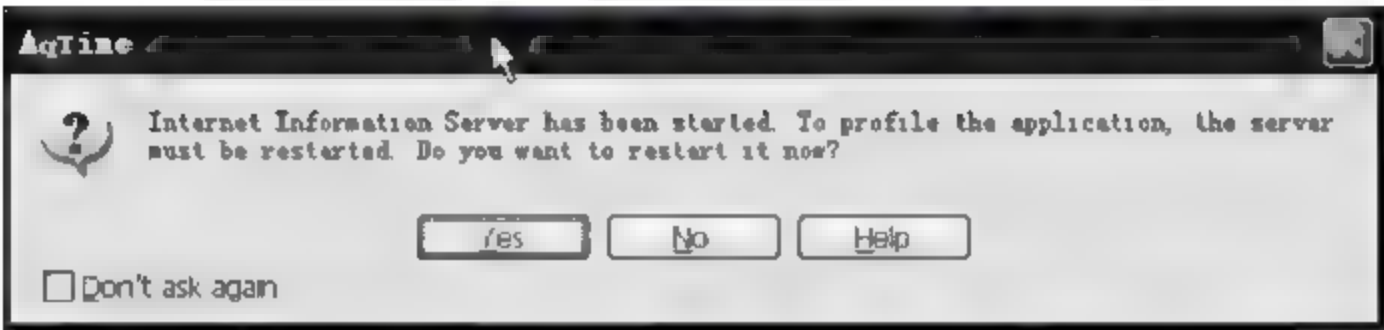 AqTime
Internet Information Server has been started. To profile the application, the server
must be restarted. Do you want to restart it now?
Yes
No
Help
Don't ask again